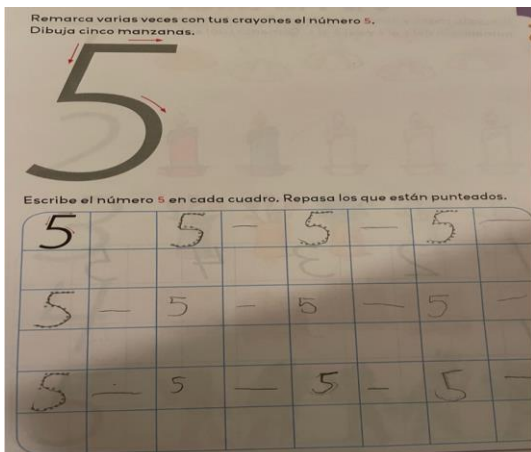 Remarca varias veces con tus crayones el número 5.
Dibuja cinco manzanas.
5
Escribe el número 5 en cada cuadro. Repasa los que están punteados.
5 5 — 5 — 5 —
5 — 5 — 5 — 5 —
5 — 5 — 5 — 5 —